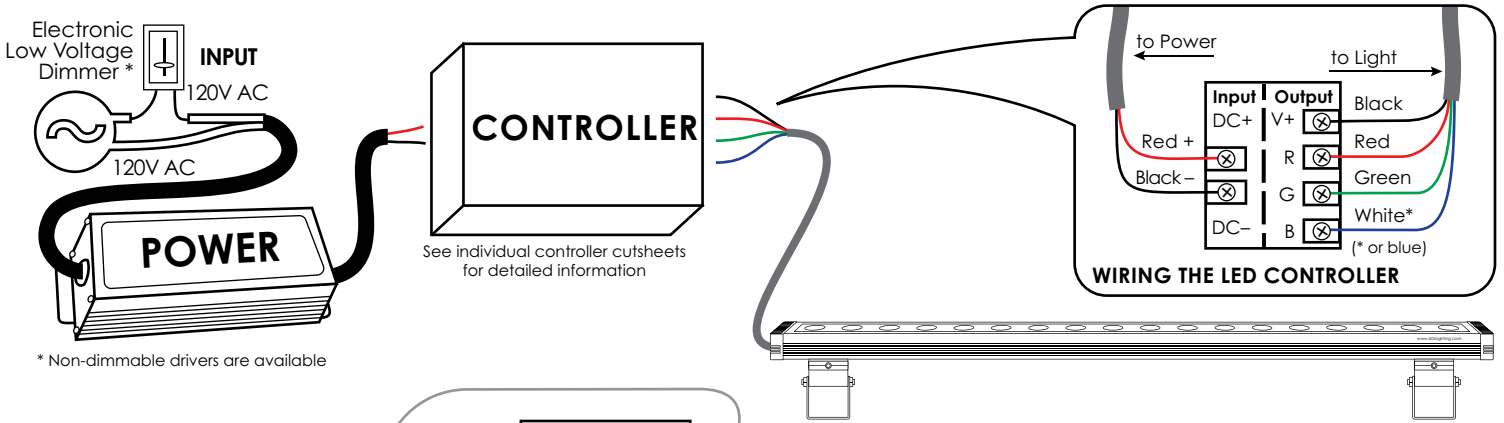 Electronic
Low Voltage
Dimmer *
INPUT
120V AC
120V AC
POWER
* Non-dimmable drivers are available
CONTROLLER
See individual controller cutsheets
for detailed information
to Power
to Light
Input
Output
DC+
V+
Black
Red +
R
Red
Black –
G
Green
DC–
B
White*
(* or blue)
WIRING THE LED CONTROLLER